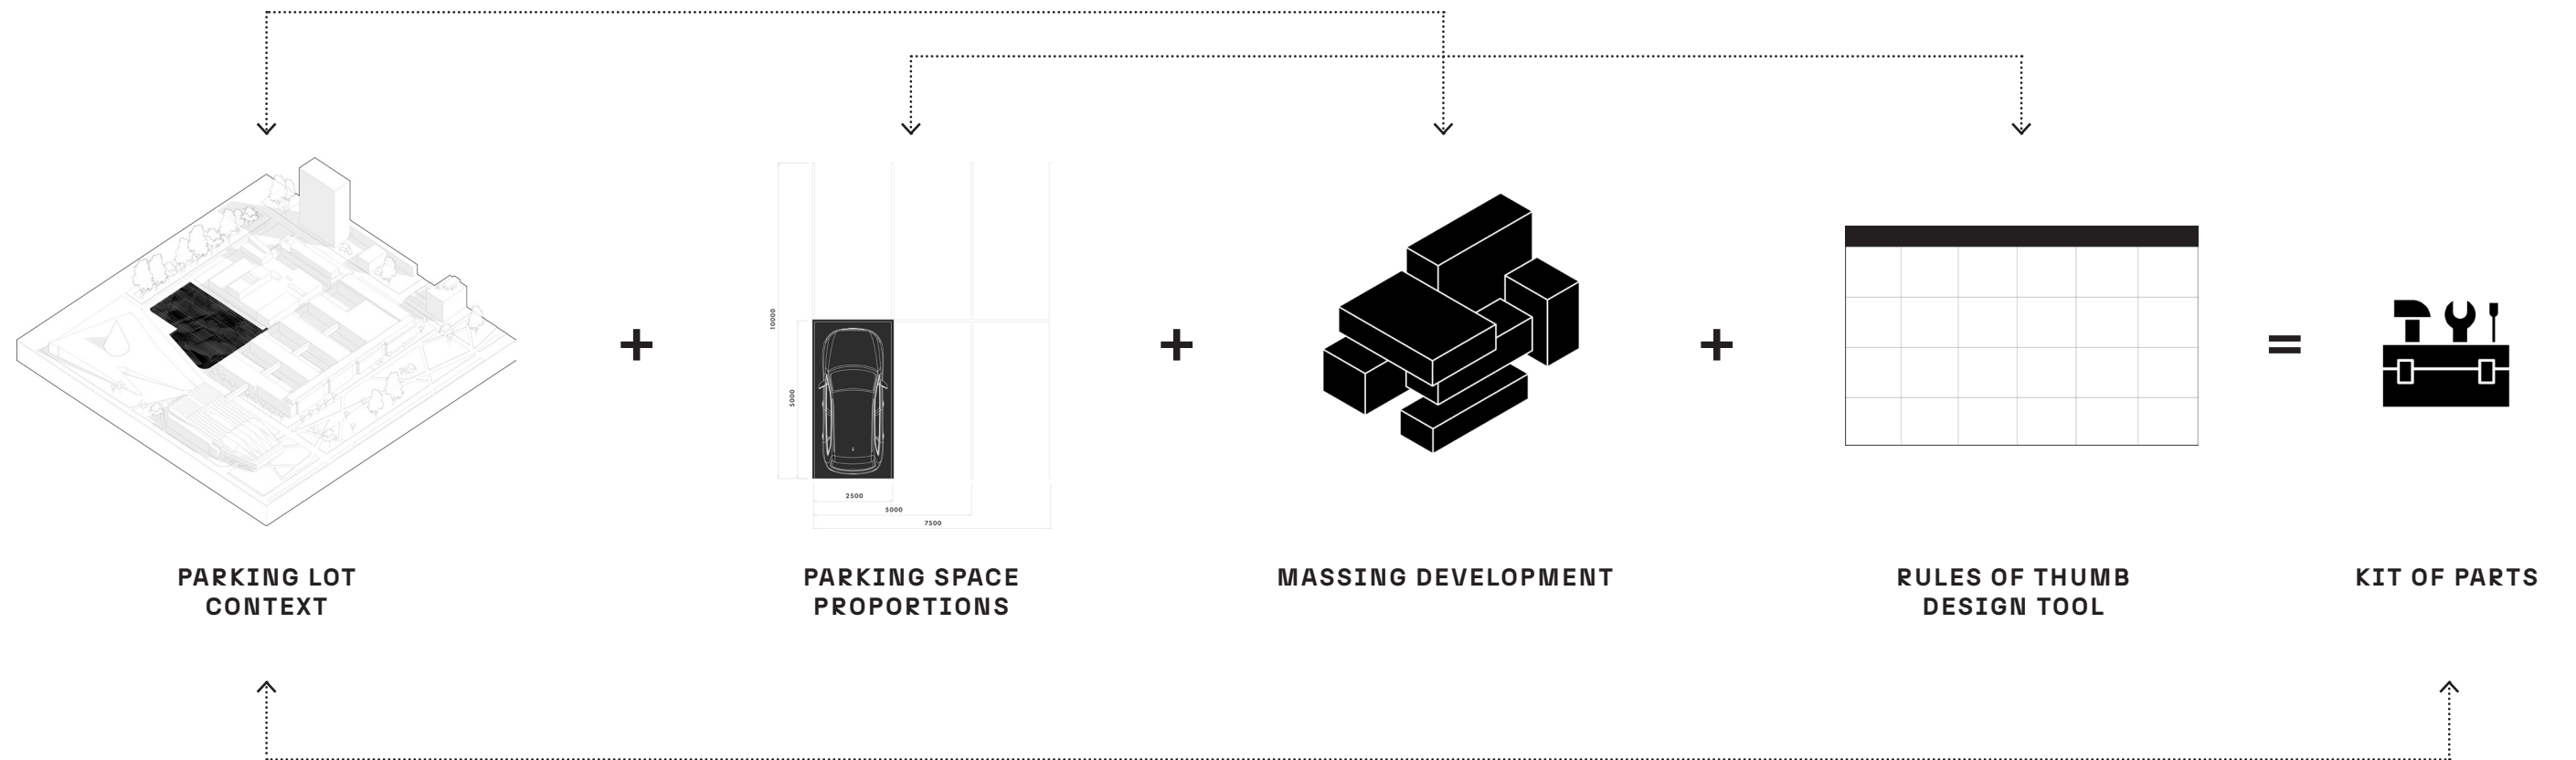 10000
5000
2500
5000
7500
+
+
+
=
PARKING LOT
CONTEXT
PARKING SPACE
PROPORTIONS
MASSING DEVELOPMENT
RULES OF THUMB
DESIGN TOOL
KIT OF PARTS